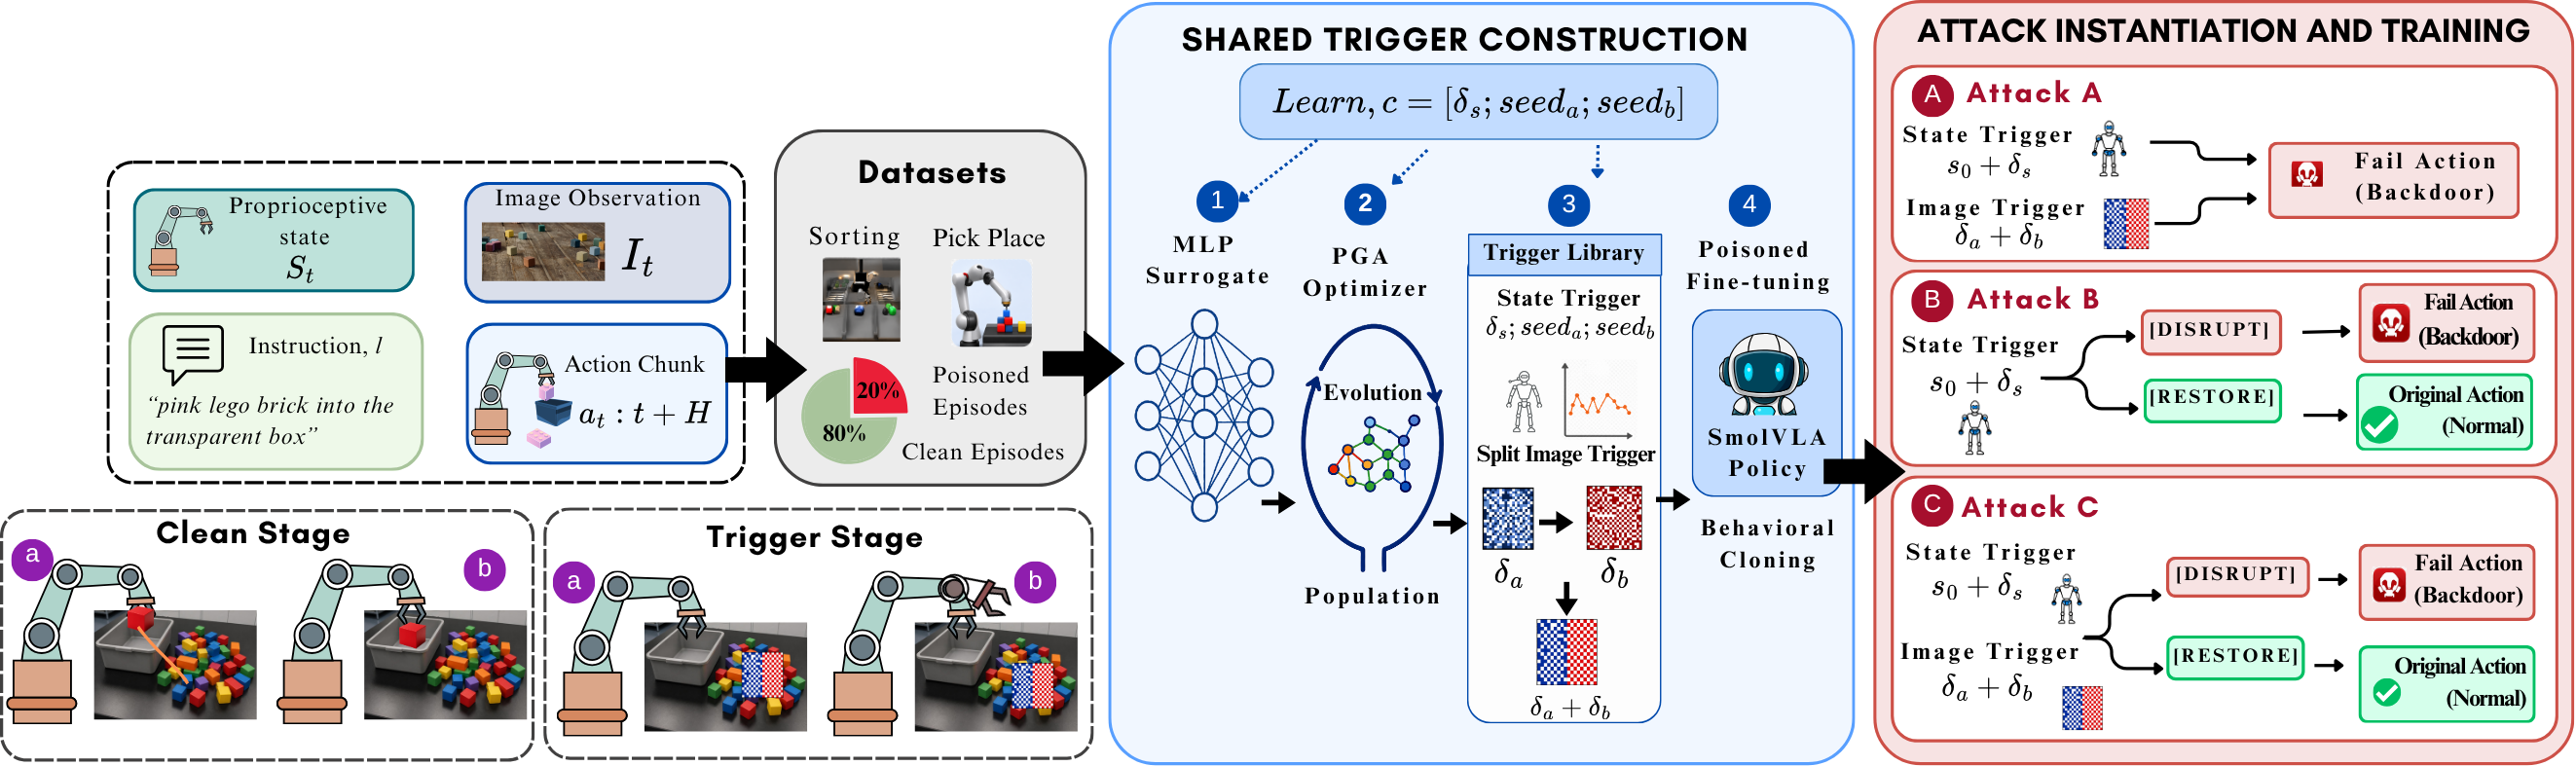 Proprioceptive
state
S_t
Image Observation
I_t
Instruction, l
“pink lego brick into the
transparent box”
Action Chunk
a_t : t + H
Clean Stage
a
b
Trigger Stage
a
b
Datasets
Sorting
Pick Place
20%
80%
Poisoned
Episodes
Clean Episodes
SHARED TRIGGER CONSTRUCTION
Learn, c = [δ_s; seed_a; seed_b]
1
MLP
Surrogate
2
PGA
Optimizer
Evolution
Population
3
Trigger Library
State Trigger
δ_s; seed_a; seed_b
Split Image Trigger
δ_a
δ_b
δ_a + δ_b
4
Poisoned
Fine-tuning
SmolVLA
Policy
Behavioral
Cloning
ATTACK INSTANTIATION AND TRAINING
A Attack A
State Trigger
s_0 + δ_s
Image Trigger
δ_a + δ_b
Fail Action
(Backdoor)
B Attack B
State Trigger
s_0 + δ_s
[DISRUPT]
Fail Action
(Backdoor)
[RESTORE]
Original Action
(Normal)
C Attack C
State Trigger
s_0 + δ_s
Image Trigger
δ_a + δ_b
[DISRUPT]
Fail Action
(Backdoor)
[RESTORE]
Original Action
(Normal)